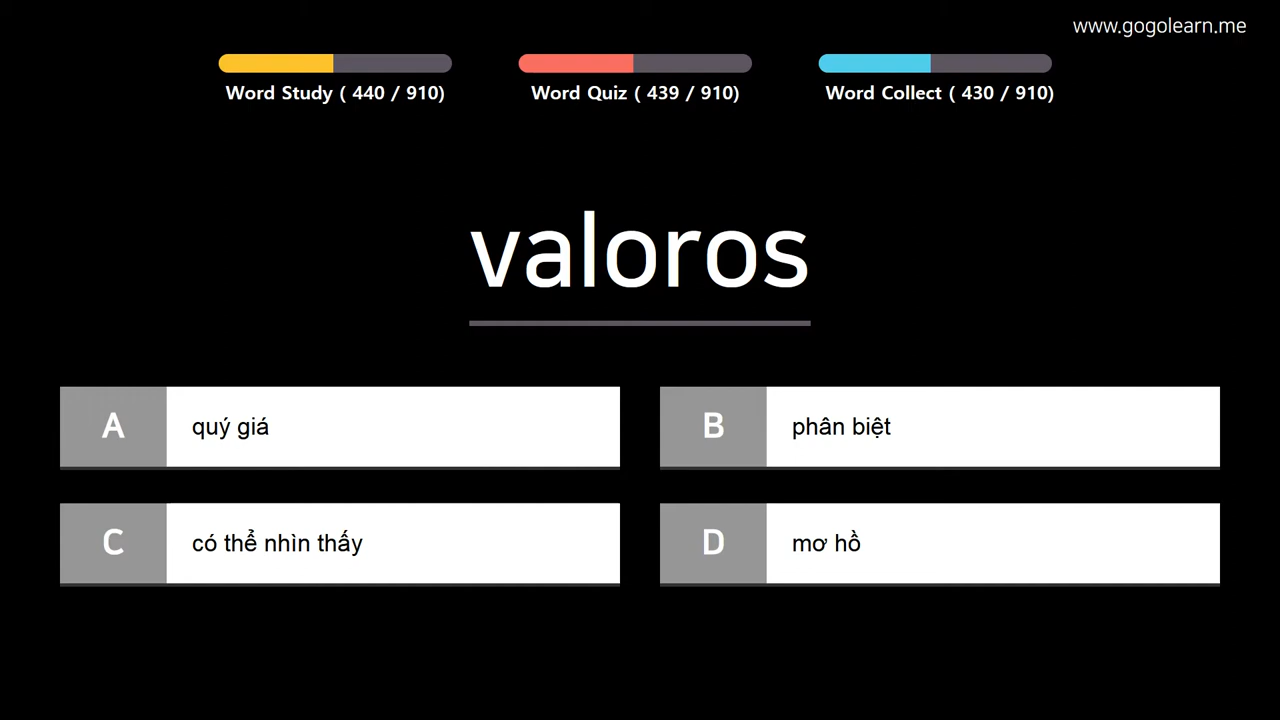 www.gogolearn.me
Word Study ( 440 / 910)
Word Quiz ( 439 / 910)
Word Collect ( 430 / 910)
valoros
A quý giá
B phân biệt
C có thể nhìn thấy
D mơ hồ